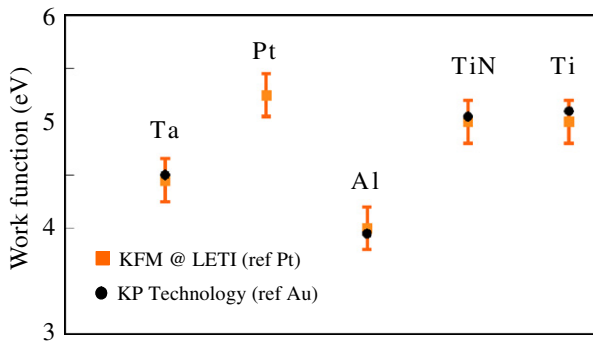 6
Pt
TiN Ti
Ta
5
Al
4
KFM @ LETI (ref Pt)
KP Technology (ref Au)
3
Work function (eV)